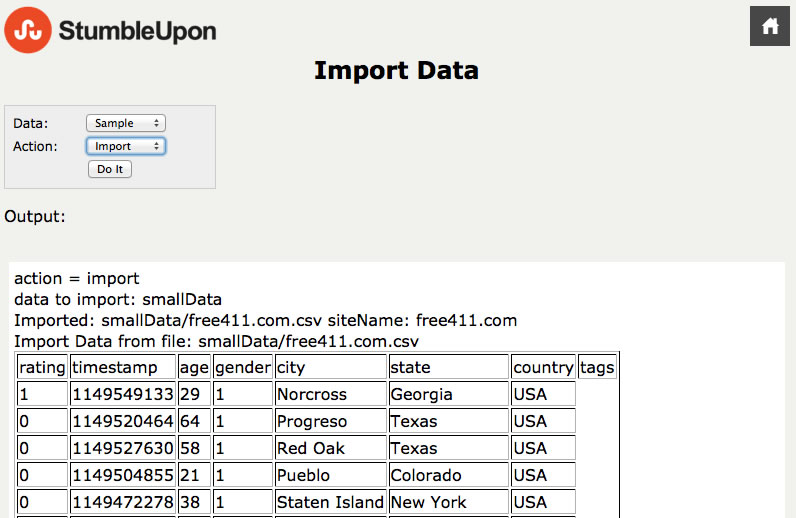 StumbleUpon
Import Data
Data: Sample
Action: Import
Do It
Output:
action = import
data to import: smallData
Imported: smallData/free411.com.csv siteName: free411.com
Import Data from file: smallData/free411.com.csv
rating timestamp age gender city state country tags
1 1149549133 29 1 Norcross Georgia USA
0 1149520464 64 1 Progreso Texas USA
0 1149527630 58 1 Red Oak Texas USA
0 1149504855 21 1 Pueblo Colorado USA
0 1149472278 38 1 Staten Island New York USA